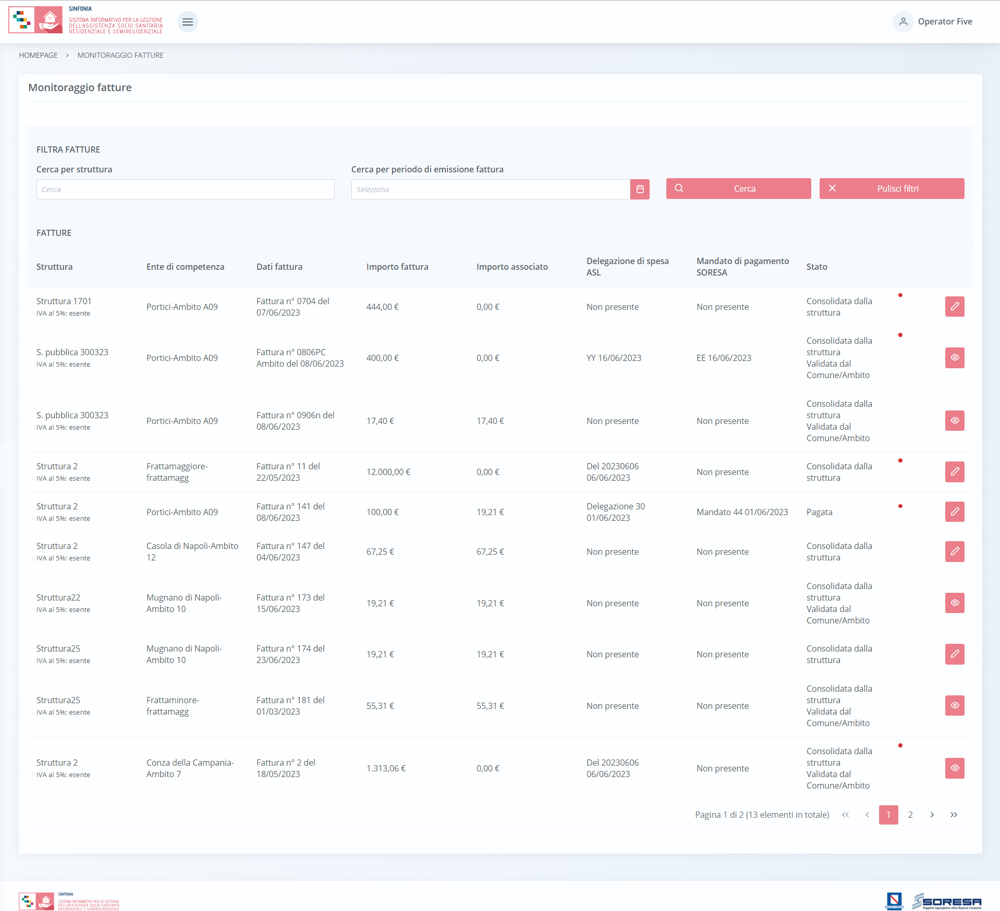 SINFONIA
SISTEMA INFORMATIVO PER LA GESTIONE
DELL'ASSISTENZA SOCIO SANITARIA
RESIDENZIALE E SEMIRESIDENZIALE
Operator Five
HOMEPAGE > MONITORAGGIO FATTURE
Monitoraggio fatture
FILTRA FATTURE
Cerca per struttura
Cerca per periodo di emissione fattura
Cerca
Seleziona
Cerca
Pulisci filtri
FATTURE
Struttura
Ente di competenza
Dati fattura
Importo fattura
Importo associato
Delegazione di spesa
ASL
Mandato di pagamento
SORESA
Stato
Struttura 1701
IVA al 5%: esente
Portici-Ambito A09
Fattura n° 0704 del
07/06/2023
444,00 €
0,00 €
Non presente
Non presente
Consolidata dalla
struttura
S. pubblica 300323
IVA al 5%: esente
Portici-Ambito A09
Fattura n° 0806PC
Ambito del 08/06/2023
400,00 €
0,00 €
YY 16/06/2023
EE 16/06/2023
Consolidata dalla
struttura
Validata dal
Comune/Ambito
S. pubblica 300323
IVA al 5%: esente
Portici-Ambito A09
Fattura n° 0906n del
08/06/2023
17,40 €
17,40 €
Non presente
Non presente
Consolidata dalla
struttura
Validata dal
Comune/Ambito
Struttura 2
IVA al 5%: esente
Frattamaggiore-
frattamagg
Fattura n° 11 del
22/05/2023
12.000,00 €
0,00 €
Del 20230606
06/06/2023
Non presente
Consolidata dalla
struttura
Struttura 2
IVA al 5%: esente
Portici-Ambito A09
Fattura n° 141 del
08/06/2023
100,00 €
19,21 €
Delegazione 30
01/06/2023
Mandato 44 01/06/2023
Pagata
Struttura 2
IVA al 5%: esente
Casola di Napoli-Ambito
12
Fattura n° 147 del
04/06/2023
67,25 €
67,25 €
Non presente
Non presente
Consolidata dalla
struttura
Struttura22
IVA al 5%: esente
Mugnano di Napoli-
Ambito 10
Fattura n° 173 del
15/06/2023
19,21 €
19,21 €
Non presente
Non presente
Consolidata dalla
struttura
Validata dal
Comune/Ambito
Struttura25
IVA al 5%: esente
Mugnano di Napoli-
Ambito 10
Fattura n° 174 del
23/06/2023
19,21 €
19,21 €
Non presente
Non presente
Consolidata dalla
struttura
Struttura25
IVA al 5%: esente
Frattaminore-
frattamagg
Fattura n° 181 del
01/03/2023
55,31 €
55,31 €
Non presente
Non presente
Consolidata dalla
struttura
Validata dal
Comune/Ambito
Struttura 2
IVA al 5%: esente
Conza della Campania-
Ambito 7
Fattura n° 2 del
18/05/2023
1.313,06 €
0,00 €
Del 20230606
06/06/2023
Non presente
Consolidata dalla
struttura
Validata dal
Comune/Ambito
Pagina 1 di 2 (13 elementi in totale) « ‹ 1 2 › »
SINFONIA
SISTEMA INFORMATIVO PER LA GESTIONE
DELL'ASSISTENZA SOCIO SANITARIA
RESIDENZIALE E SEMIRESIDENZIALE
REGIONE CAMPANIA
SORESA
Soggetto Aggregatore della Regione Campania